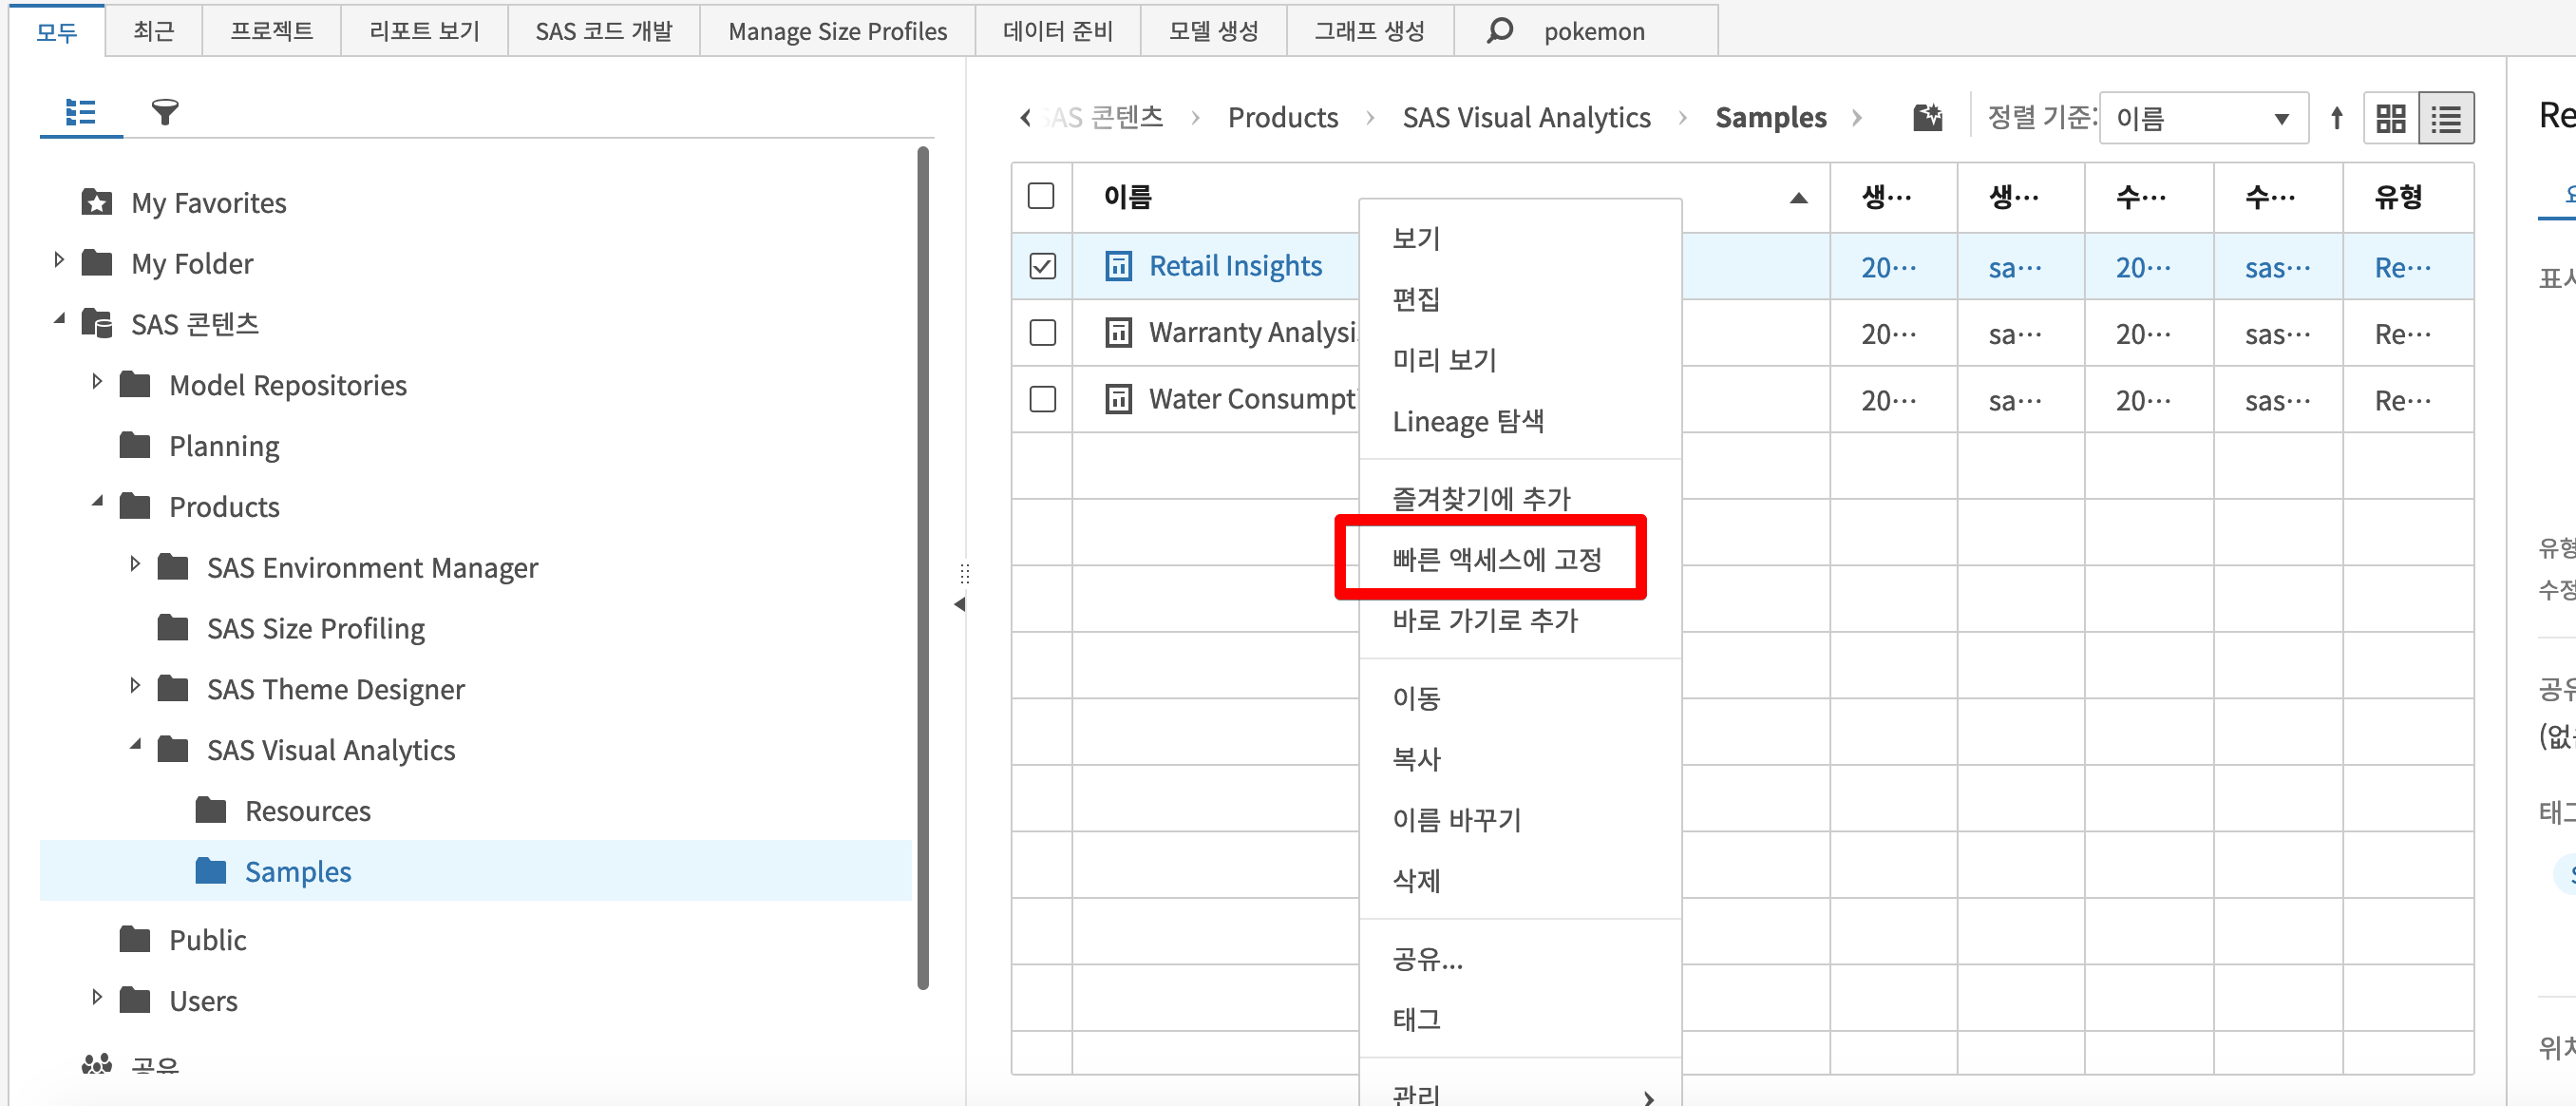 모두 최근 프로젝트 리포트 보기 SAS 코드 개발 Manage Size Profiles 데이터 준비 모델 생성 그래프 생성 pokemon
My Favorites
My Folder
SAS 콘텐츠
Model Repositories
Planning
Products
SAS Environment Manager
SAS Size Profiling
SAS Theme Designer
SAS Visual Analytics
Resources
Samples
Public
Users
공유
SAS 콘텐츠 Products SAS Visual Analytics Samples 정렬 기준: 이름
이름 생… 생… 수… 수… 유형
Retail Insights 20… sa… 20… sas… Re…
Warranty Analysi 20… sa… 20… sas… Re…
Water Consumpt 20… sa… 20… sas… Re…
보기
편집
미리 보기
Lineage 탐색
즐겨찾기에 추가
빠른 액세스에 고정
바로 가기로 추가
이동
복사
이름 바꾸기
삭제
공유...
태그
관리
Re
유형
수정
공유
(없